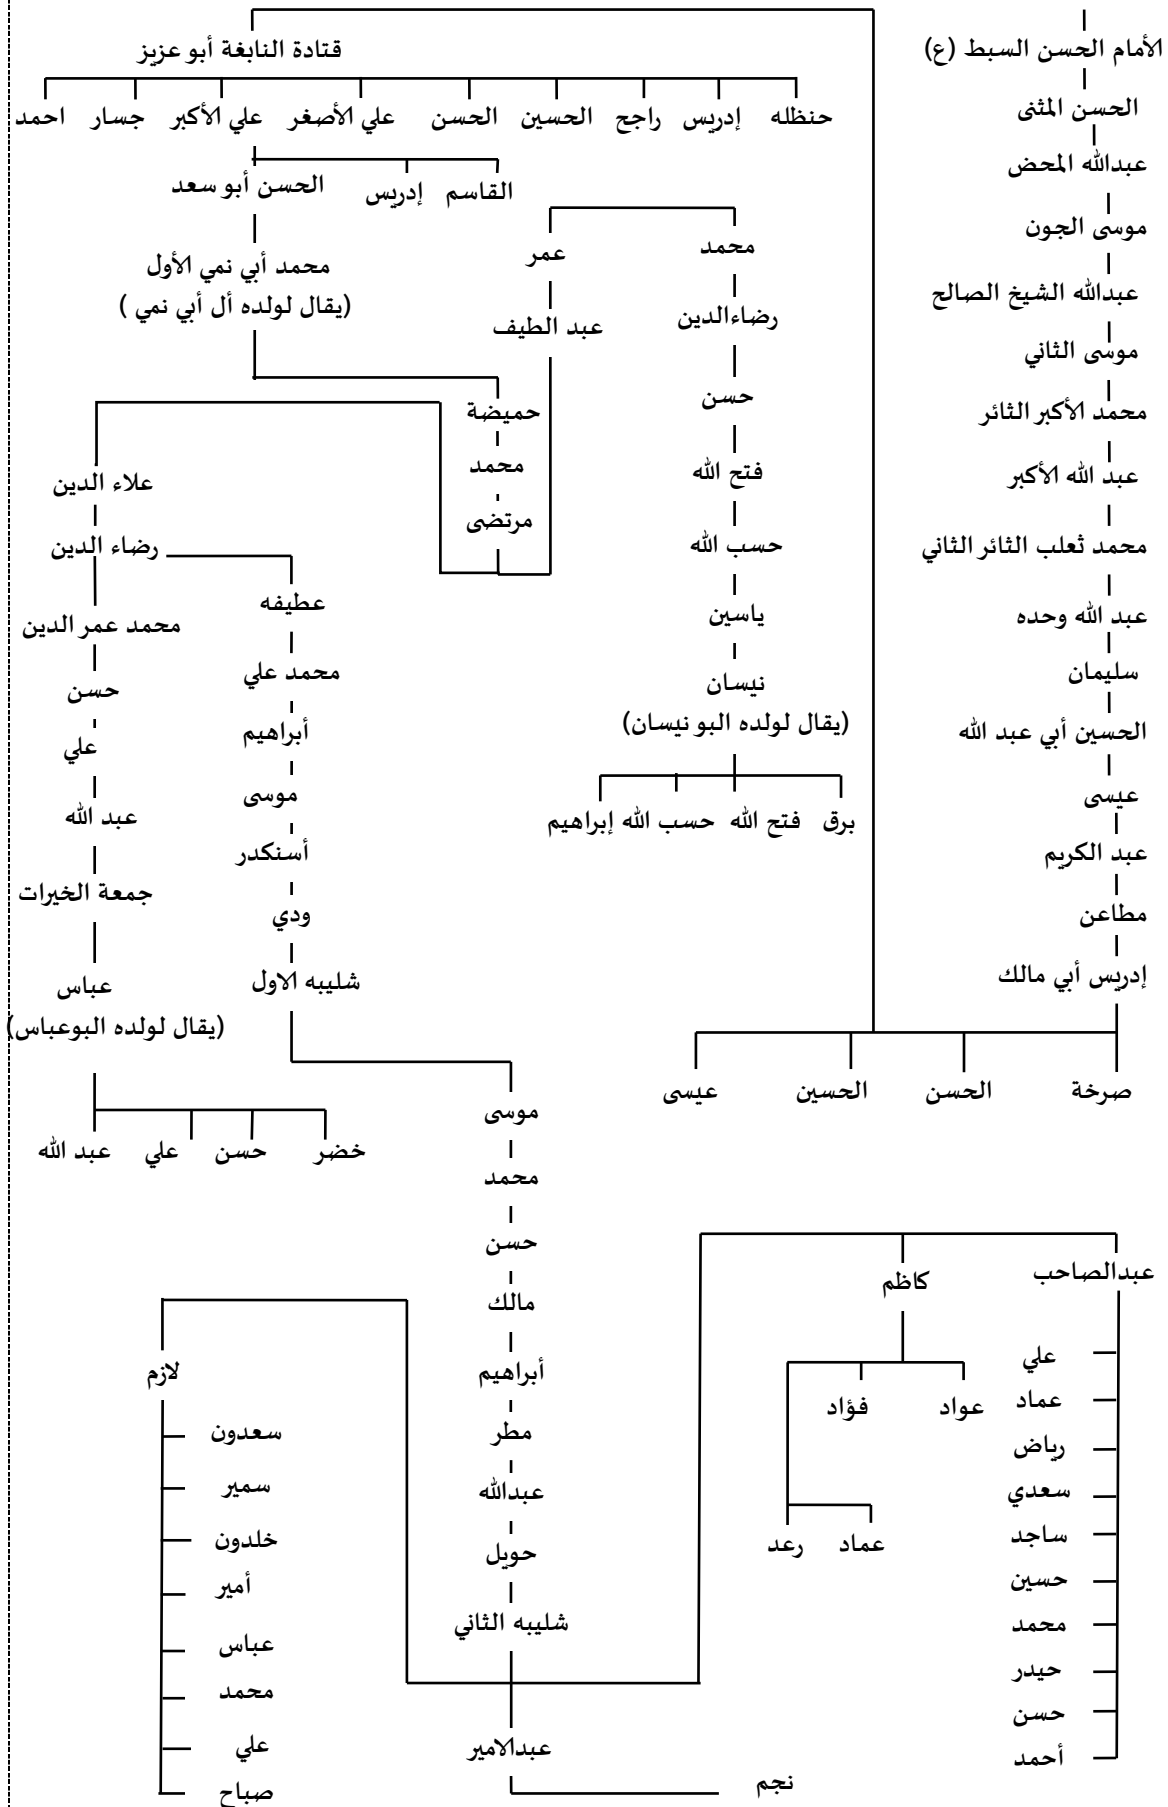 الأمام الحسن السبط (ع)
الحسن المثنى
عبدالله المحض
موسى الجون
عبدالله الشيخ الصالح
موسى الثاني
محمد الأكبر الثائر
عبد الله الأكبر
محمد ثعلب الثائر الثاني
عبد الله وحده
سليمان
الحسين أبي عبد الله
عيسى
عبد الكريم
مطاعن
إدريس أبي مالك
صرخة الحسن الحسين عيسى
قتادة النابغة أبو عزيز
حنظله إدريس راجح الحسين الحسن علي الأصغر علي الأكبر جسار احمد
القاسم إدريس الحسن أبو سعد
محمد أبي نمي الأول
(يقال لولده أل أبي نمي )
حميضة
محمد
مرتضى
محمد
رضاءالدين
حسن
فتح الله
حسب الله
ياسين
نيسان
(يقال لولده البو نيسان)
برق فتح الله حسب الله إبراهيم
عمر
عبد الطيف
علاء الدين
رضاء الدين
محمد عمر الدين
حسن
علي
عبد الله
جمعة الخيرات
عباس
(يقال لولده البوعباس)
خضر حسن علي عبد الله
عطيفه
محمد علي
أبراهيم
موسى
أسنكدر
ودي
شليبه الاول
موسى
محمد
حسن
مالك
أبراهيم
مطر
عبدالله
حويل
شليبه الثاني
عبدالامير
نجم
عبدالصاحب
علي
عماد
رياض
سعدي
ساجد
حسين
محمد
حيدر
حسن
أحمد
كاظم
عواد فؤاد
عماد رعد
لازم
سعدون
سمير
خلدون
أمير
عباس
محمد
علي
صباح